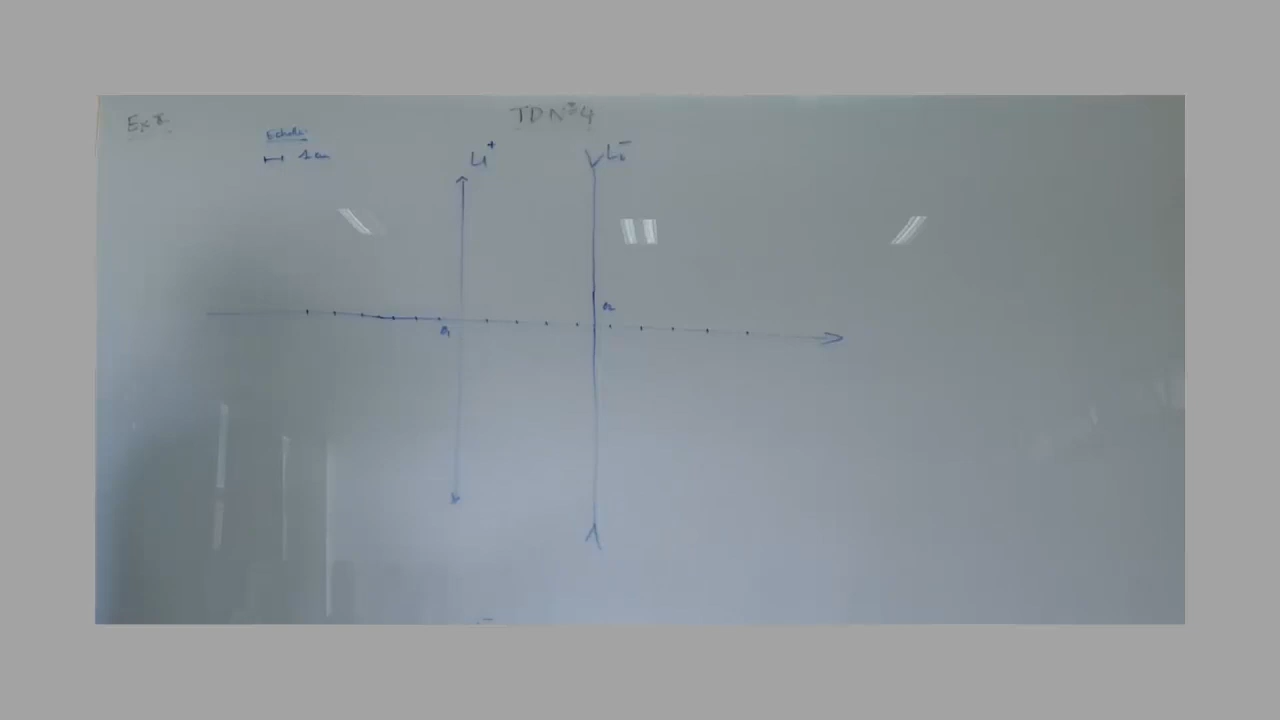 TD N°4
Ex 8
Echelle
1 cm
L1+
L2-
O1
O2